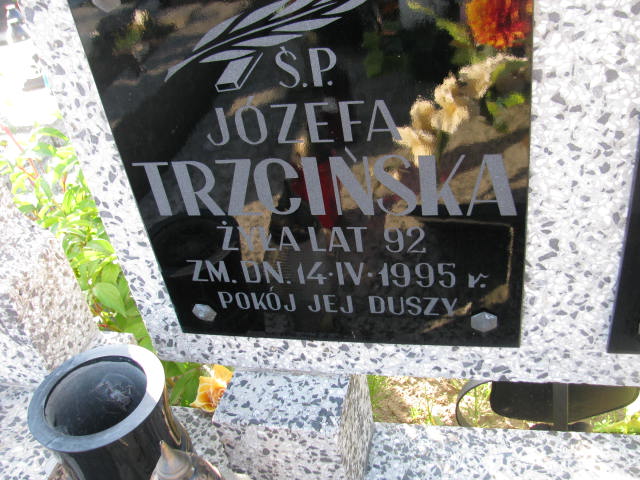 Ś.P.
JÓZEFA
TRZCIŃSKA
ŻYŁA LAT 92
ZM. DN. 14·IV·1995 r.
POKÓJ JEJ DUSZY